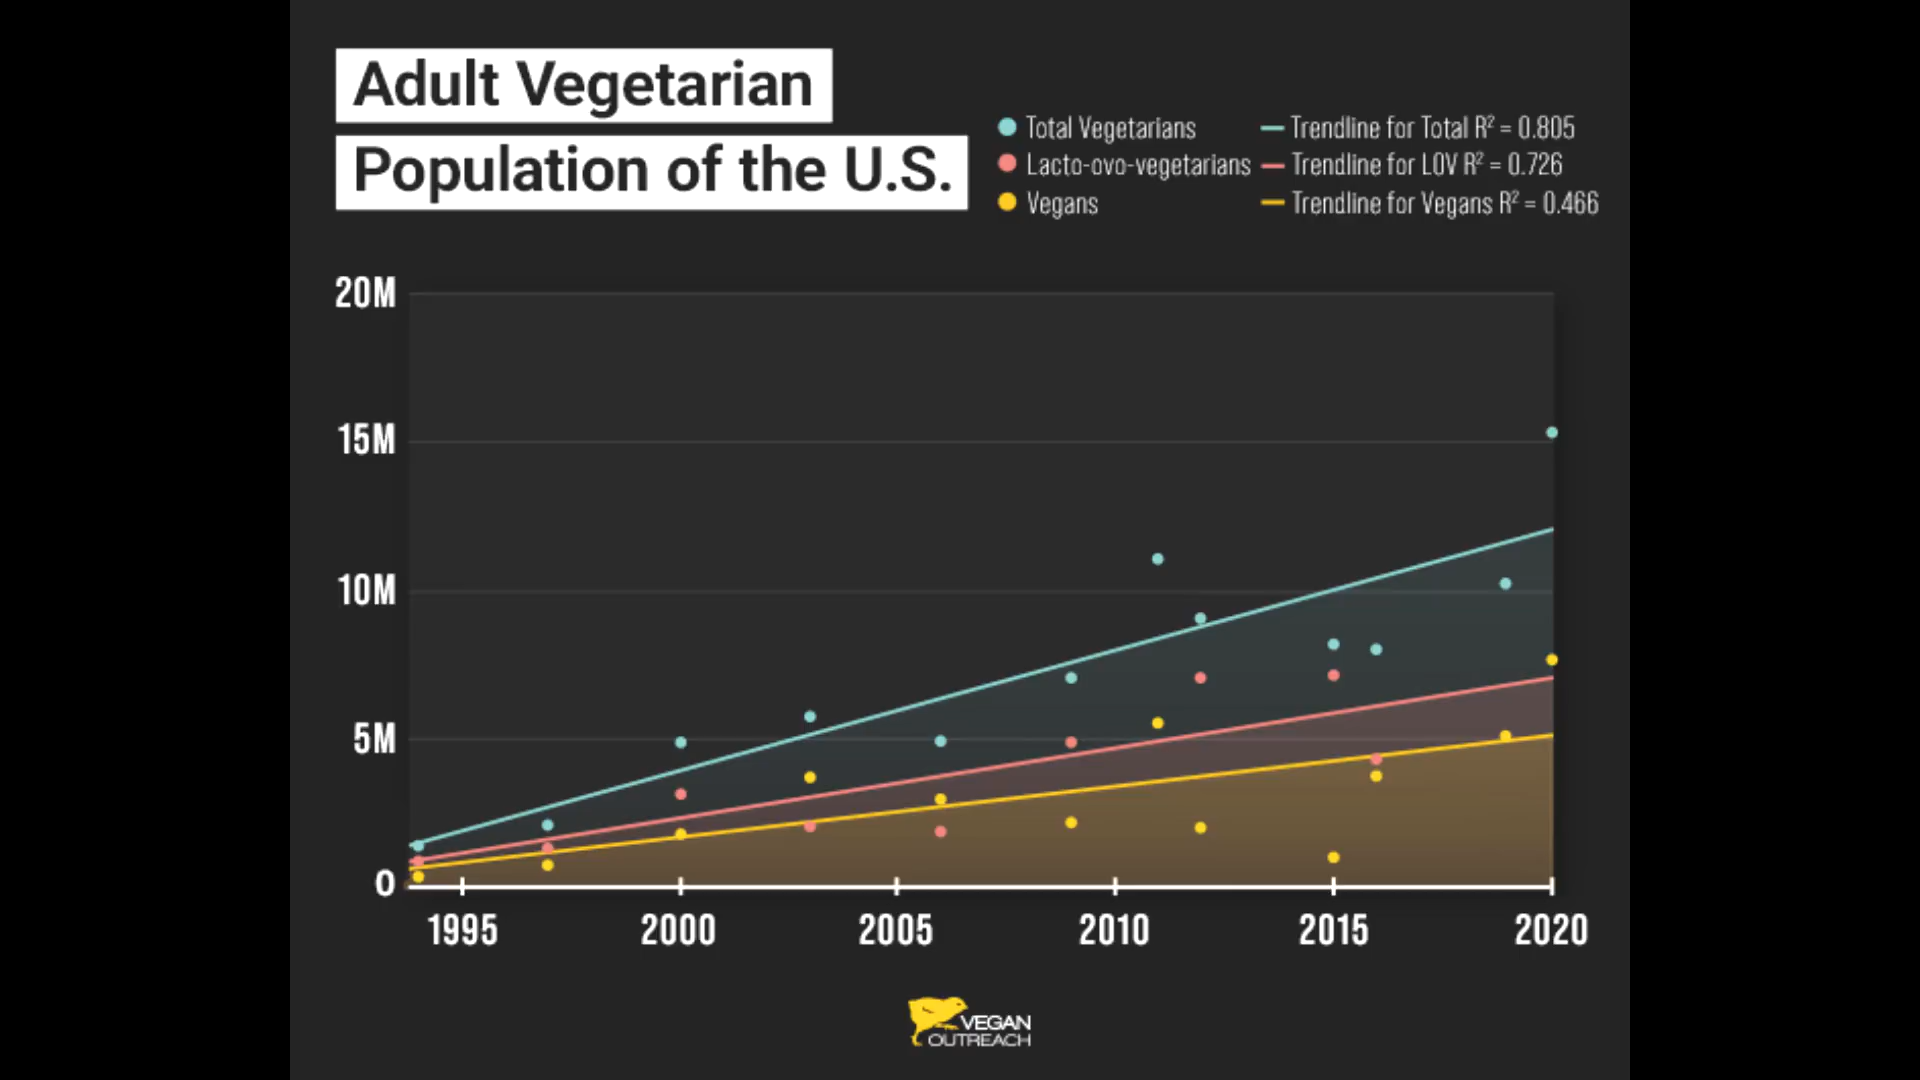 Adult Vegetarian
Population of the U.S.
Total Vegetarians
Lacto-ovo-vegetarians
Vegans
Trendline for Total R² = 0.805
Trendline for LOV R² = 0.726
Trendline for Vegans R² = 0.466
20M
15M
10M
5M
0
1995 2000 2005 2010 2015 2020
VEGAN
OUTREACH